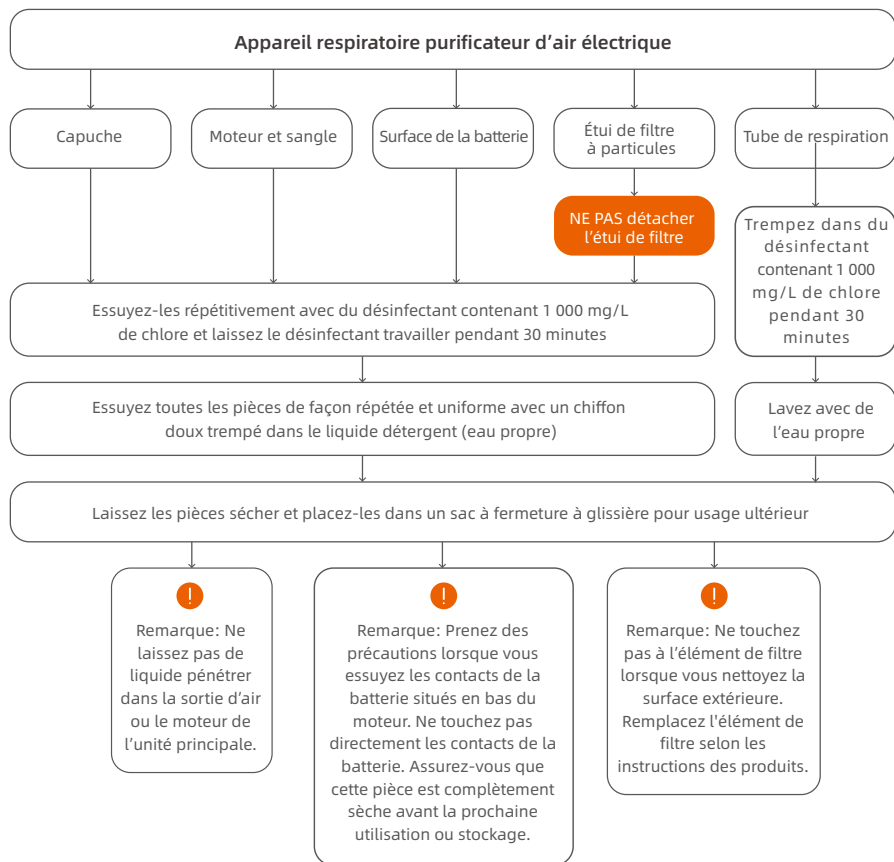 Appareil respiratoire purificateur d’air électrique
Capuche
Moteur et sangle
Surface de la batterie
Étui de filtre
à particules
Tube de respiration
NE PAS détacher
l’étui de filtre
Trempez dans du
désinfectant
contenant 1 000
mg/L de chlore
pendant 30
minutes
Essuyez-les répétitivement avec du désinfectant contenant 1 000 mg/L
de chlore et laissez le désinfectant travailler pendant 30 minutes
Essuyez toutes les pièces de façon répétée et uniforme avec un chiffon
doux trempé dans le liquide détergent (eau propre)
Lavez avec de
l’eau propre
Laissez les pièces sécher et placez-les dans un sac à fermeture à glissière pour usage ultérieur
!
Remarque: Ne
laissez pas de
liquide pénétrer
dans la sortie d’air
ou le moteur de
l’unité principale.
!
Remarque: Prenez des
précautions lorsque vous
essuyez les contacts de la
batterie situés en bas du
moteur. Ne touchez pas
directement les contacts de la
batterie. Assurez-vous que
cette pièce est complètement
sèche avant la prochaine
utilisation ou stockage.
!
Remarque: Ne touchez
pas à l’élément de filtre
lorsque vous nettoyez la
surface extérieure.
Remplacez l'élément de
filtre selon les
instructions des produits.